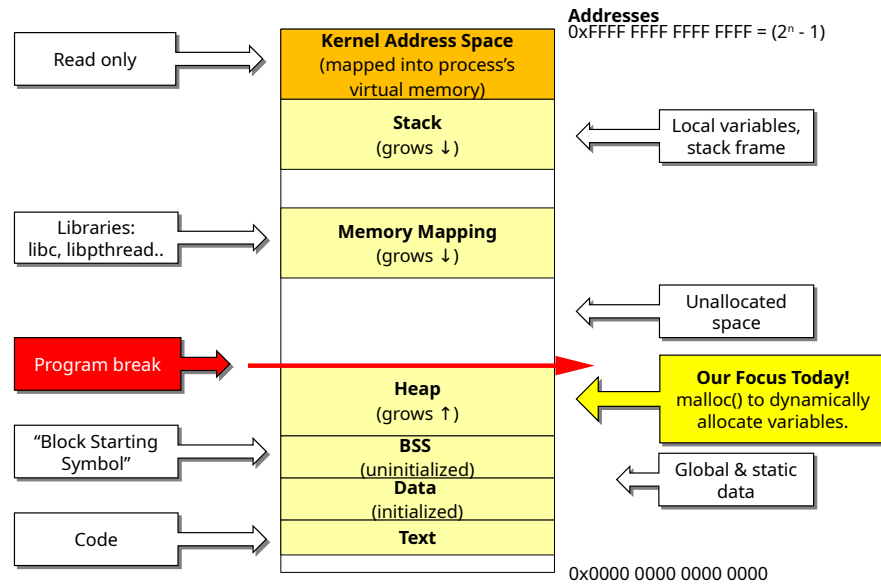 Addresses
0xFFFF FFFF FFFF FFFF = (2ⁿ - 1)
Read only
Kernel Address Space
(mapped into process’s
virtual memory)
Stack
(grows ↓)
Local variables,
stack frame
Libraries:
libc, libpthread..
Memory Mapping
(grows ↓)
Unallocated
space
Program break
Heap
(grows ↑)
Our Focus Today!
malloc() to dynamically
allocate variables.
“Block Starting
Symbol”
BSS
(uninitialized)
Data
(initialized)
Global & static
data
Code
Text
0x0000 0000 0000 0000